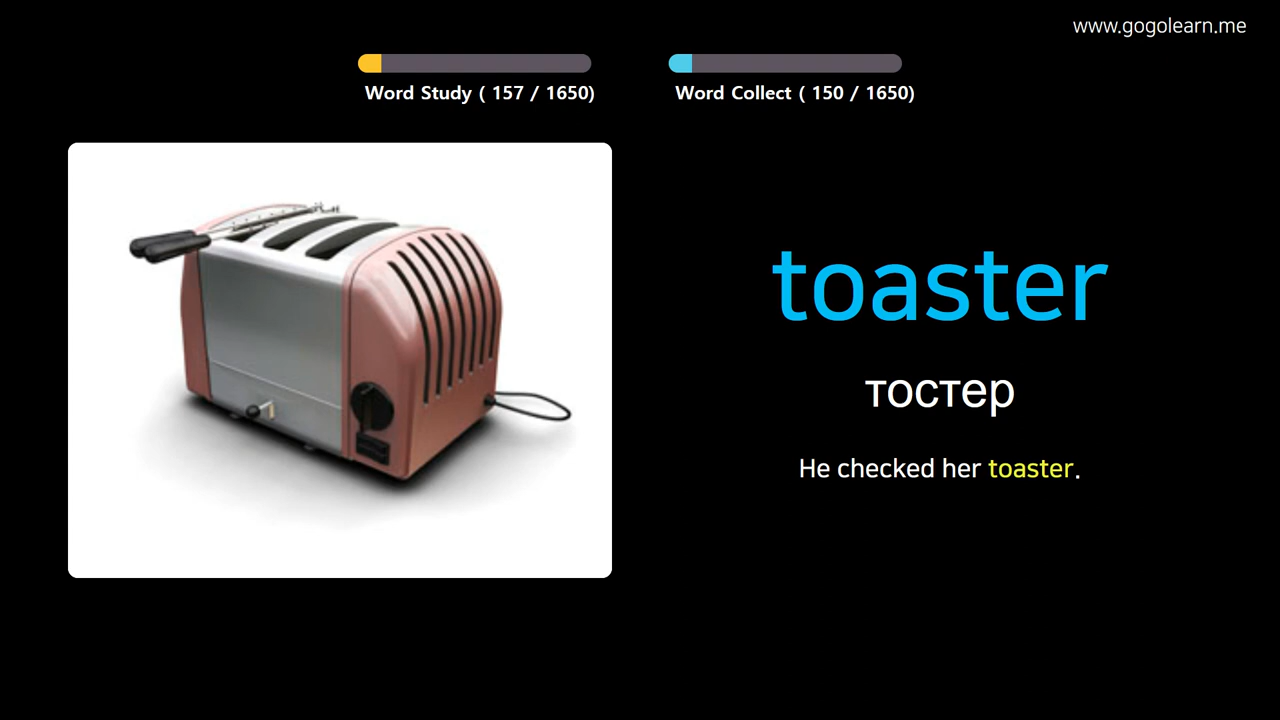 www.gogolearn.me
Word Study ( 157 / 1650)
Word Collect ( 150 / 1650)
toaster
тостер
He checked her toaster.